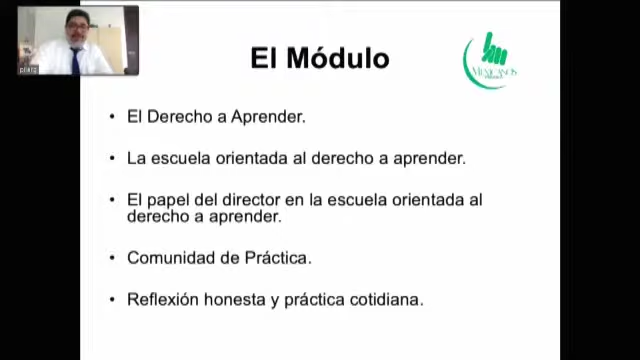 El Módulo
MEXICANOS
• El Derecho a Aprender.
• La escuela orientada al derecho a aprender.
• El papel del director en la escuela orientada al
derecho a aprender.
• Comunidad de Práctica.
• Reflexión honesta y práctica cotidiana.